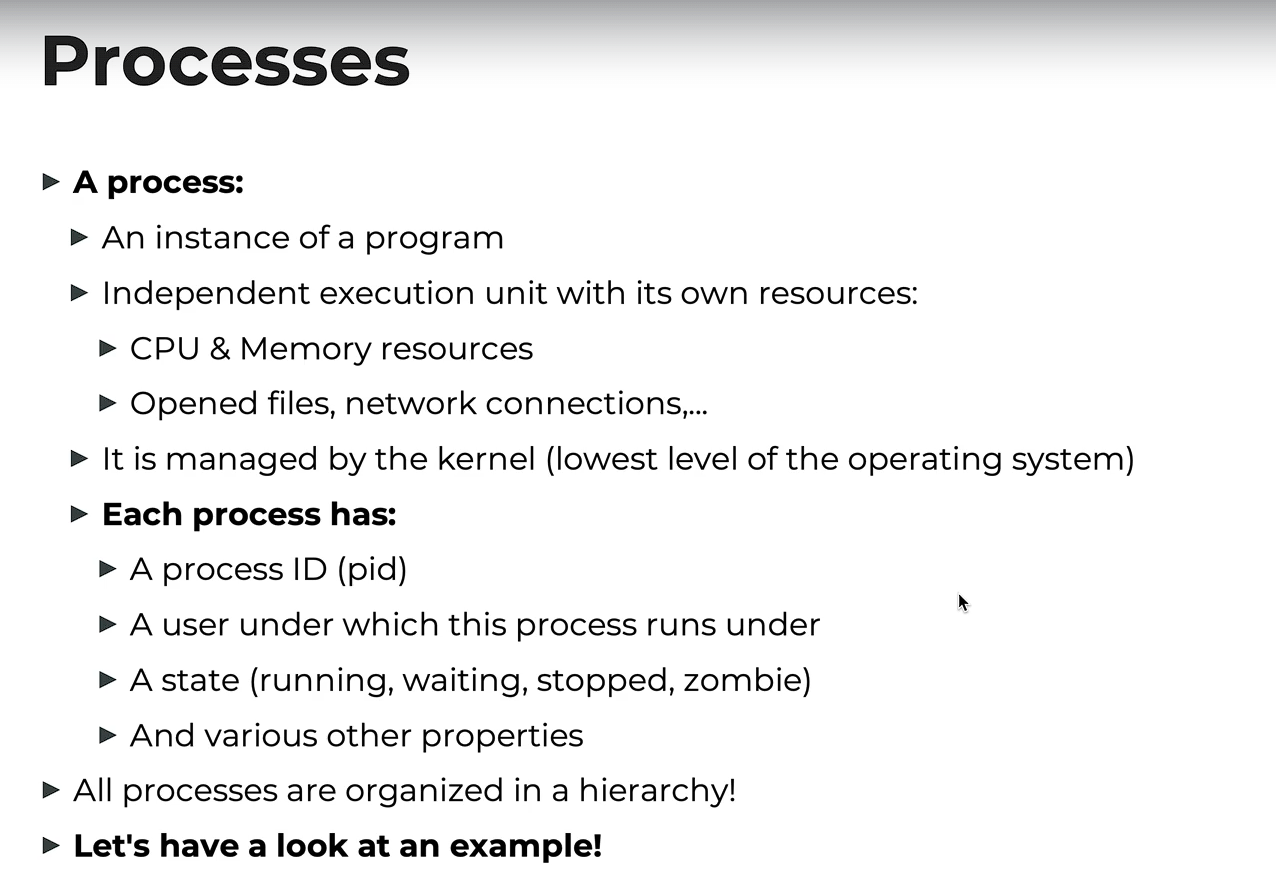 Processes
A process:
An instance of a program
Independent execution unit with its own resources:
CPU & Memory resources
Opened files, network connections,...
It is managed by the kernel (lowest level of the operating system)
Each process has:
A process ID (pid)
A user under which this process runs under
A state (running, waiting, stopped, zombie)
And various other properties
All processes are organized in a hierarchy!
Let's have a look at an example!